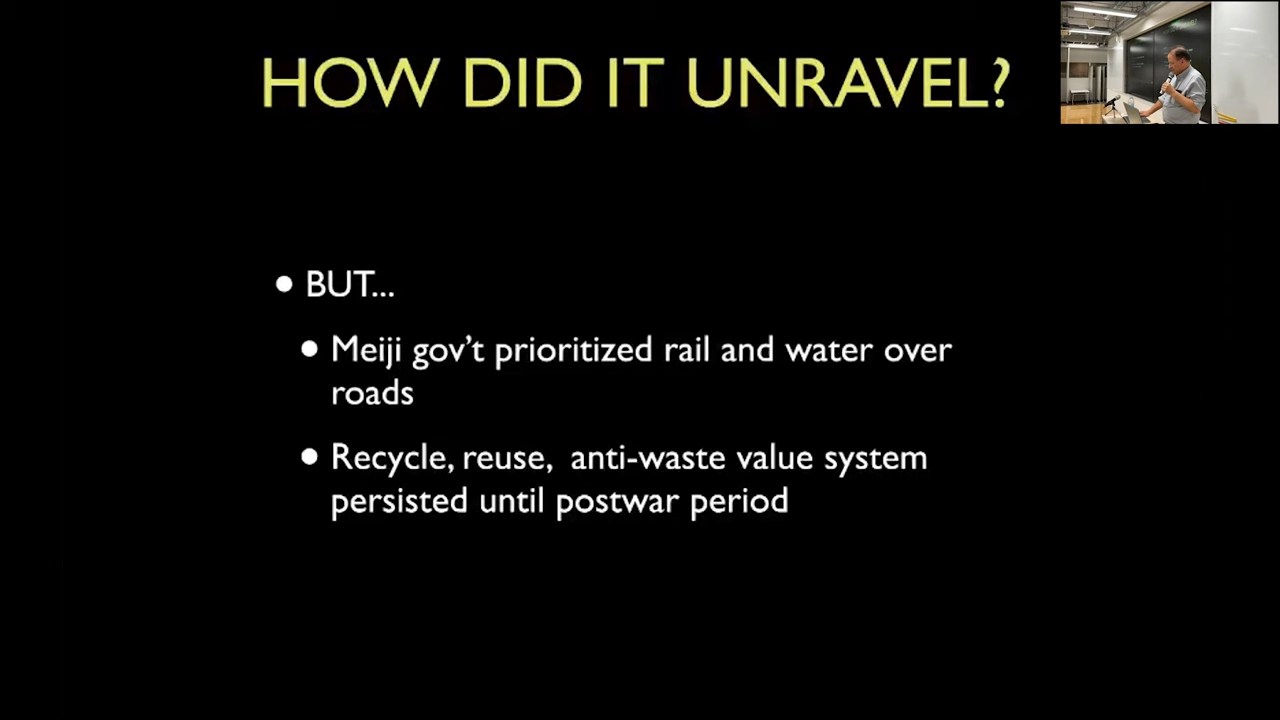 HOW DID IT UNRAVEL?
• BUT...
• Meiji gov't prioritized rail and water over
roads
• Recycle, reuse,  anti-waste value system
persisted until postwar period